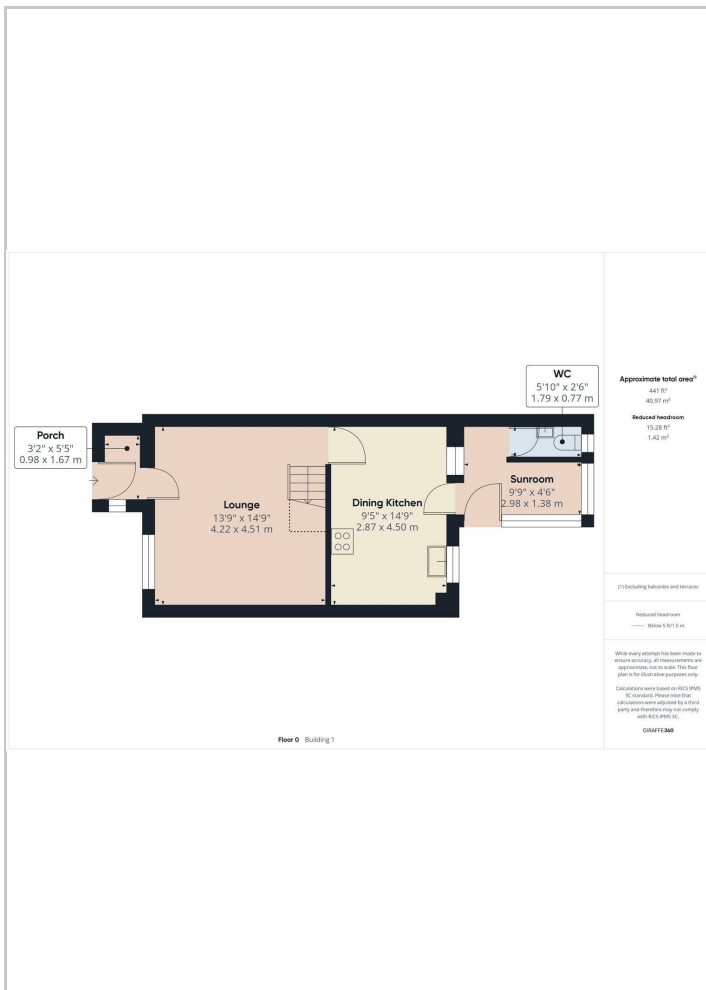 WC
5'10" x 2'6"
1.79 x 0.77 m
Porch
3'2" x 5'5"
0.98 x 1.67 m
Lounge
13'9" x 14'9"
4.22 x 4.51 m
Dining Kitchen
9'5" x 14'9"
2.87 x 4.50 m
Sunroom
9'9" x 4'6"
2.98 x 1.38 m
Floor 0 Building 1
Approximate total area⁽¹⁾
441 ft²
40.97 m²
Reduced headroom
15.28 ft²
1.42 m²
(1) Excluding balconies and terraces
Reduced headroom
Below 5 ft/1.5 m
While every attempt has been made to
ensure accuracy, all measurements are
approximate, not to scale. This floor
plan is for illustrative purposes only.
Calculations were based on RICS IPMS
3C standard. Please note that
calculations were adjusted by a third
party and therefore may not comply
with RICS IPMS 3C.
GIRAFFE360